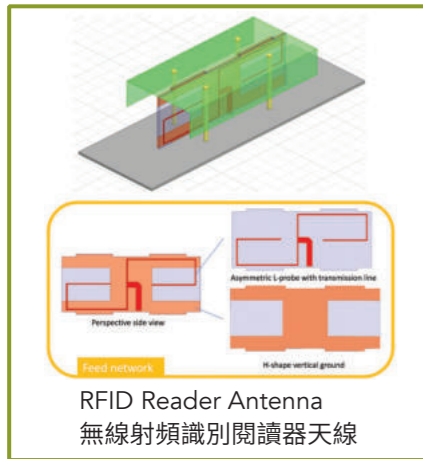 Asymmetric L-probe with transmission line
Perspective side view
H-shape vertical ground
Feed network
RFID Reader Antenna
無線射頻識別閱讀器天線